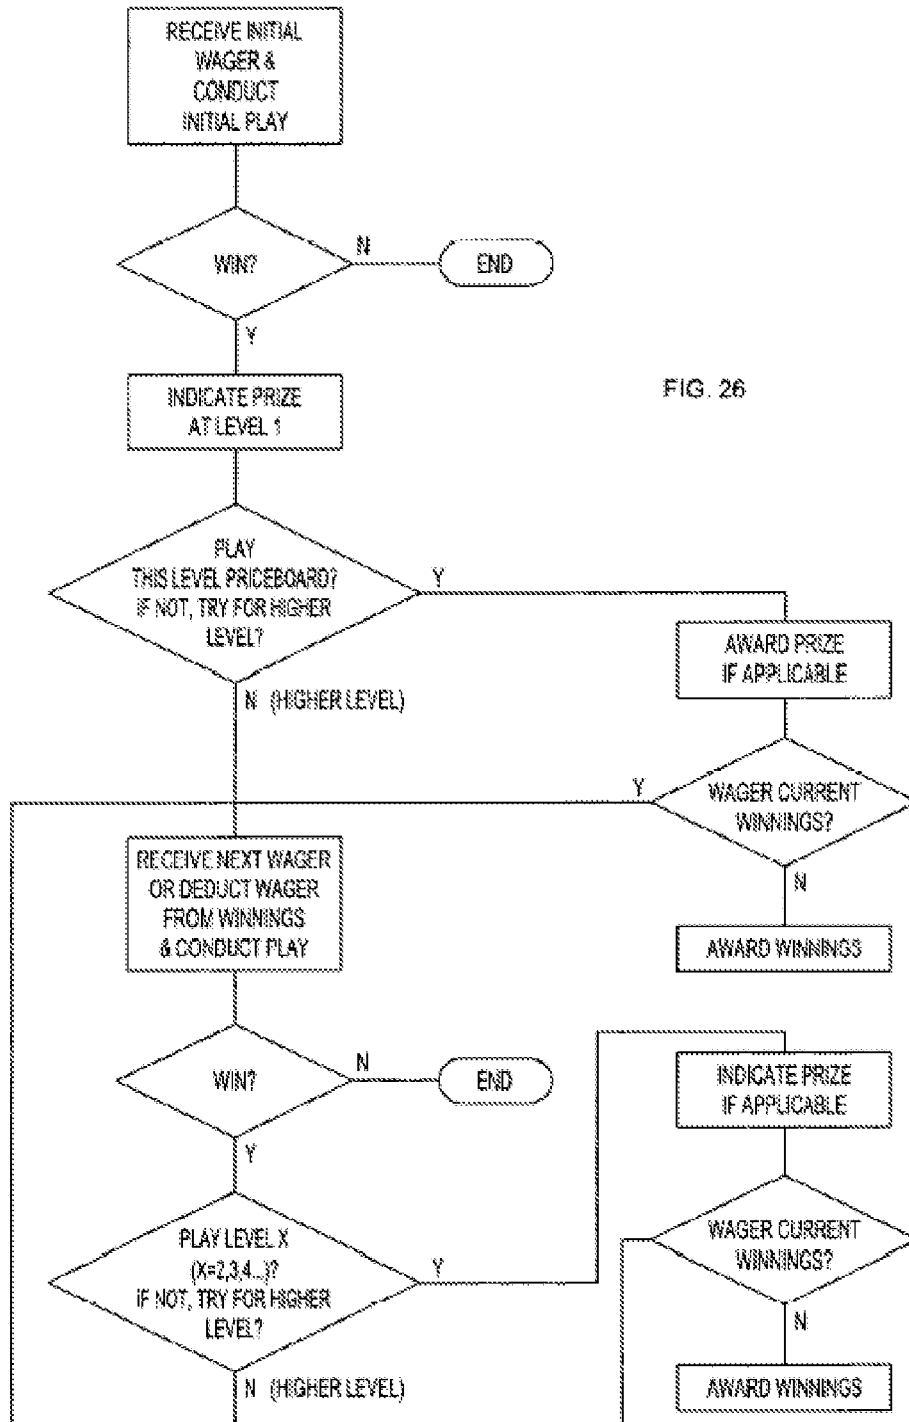 RECEIVE INITIAL
WAGER &
CONDUCT
INITIAL PLAY
WIN?
N
END
Y
INDICATE PRIZE
AT LEVEL 1
FIG. 26
PLAY
THIS LEVEL PRICEBOARD?
IF NOT, TRY FOR HIGHER
LEVEL?
Y
N (HIGHER LEVEL)
AWARD PRIZE
IF APPLICABLE
Y
WAGER CURRENT
WINNINGS?
N
AWARD WINNINGS
RECEIVE NEXT WAGER
OR DEDUCT WAGER
FROM WINNINGS
& CONDUCT PLAY
WIN?
N
END
Y
PLAY LEVEL X
(X=2,3,4...)?
IF NOT, TRY FOR HIGHER
LEVEL?
Y
N (HIGHER LEVEL)
INDICATE PRIZE
IF APPLICABLE
WAGER CURRENT
WINNINGS?
N
AWARD WINNINGS